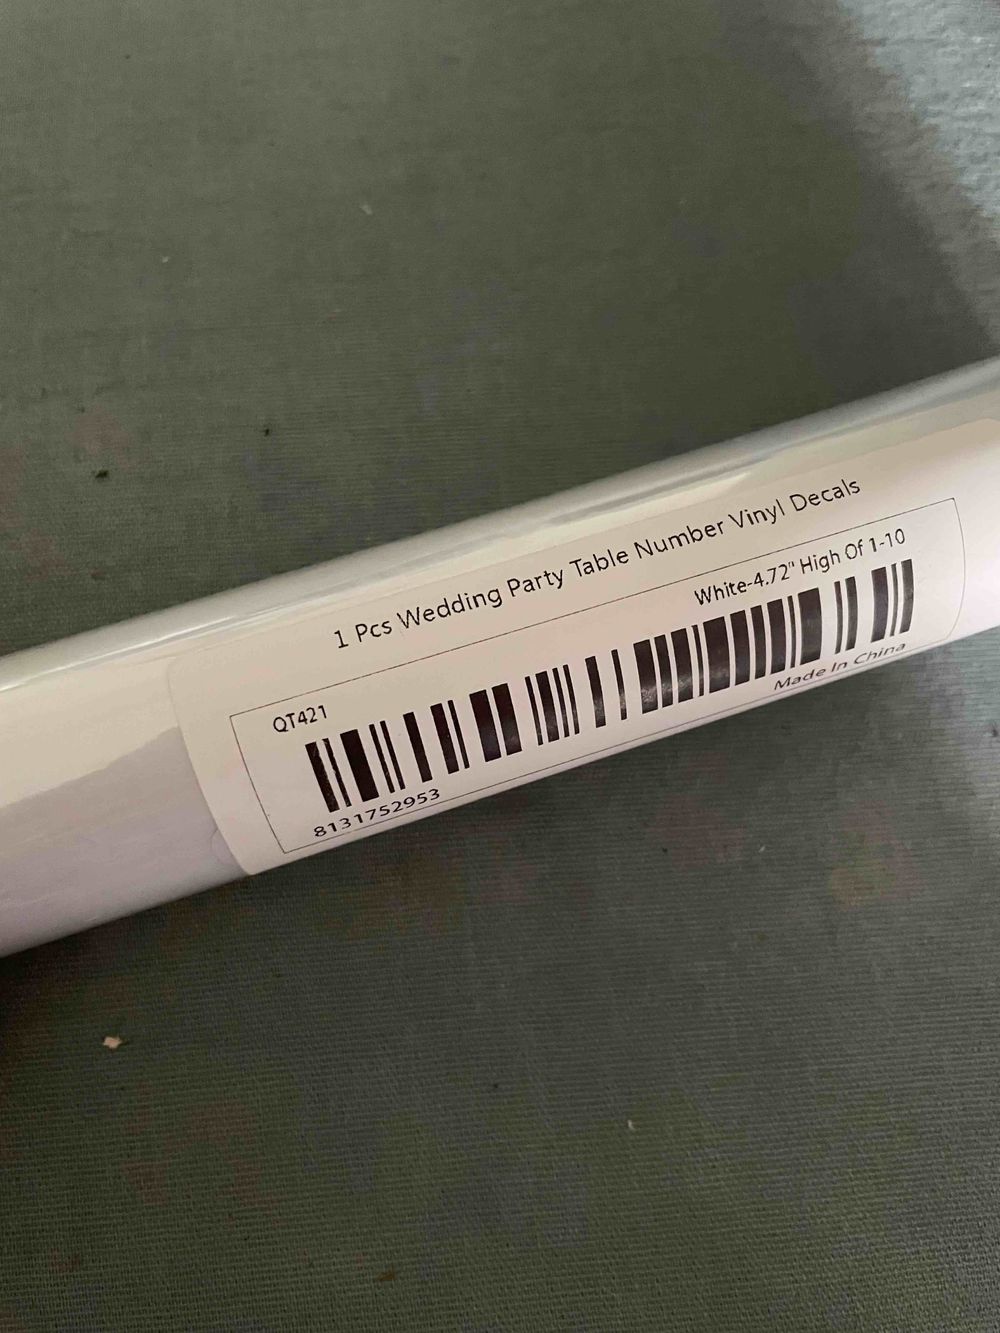 1 Pcs Wedding Party Table Number Vinyl Decals
QT421
White-4.72" High Of 1-10
8131752953
Made In China